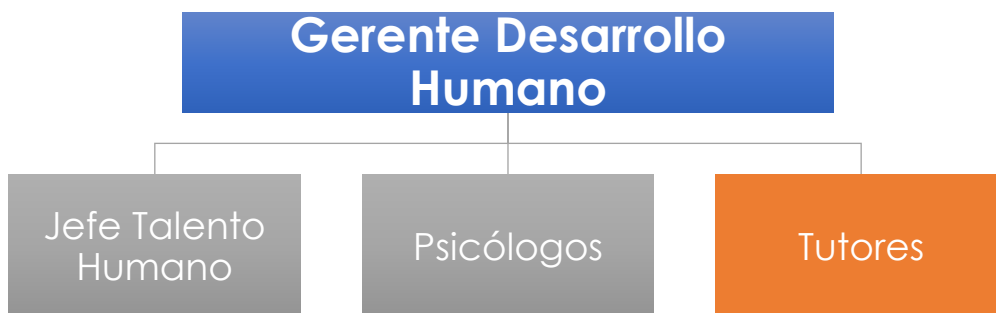 Gerente Desarrollo
Humano
Jefe Talento
Humano
Psicólogos
Tutores